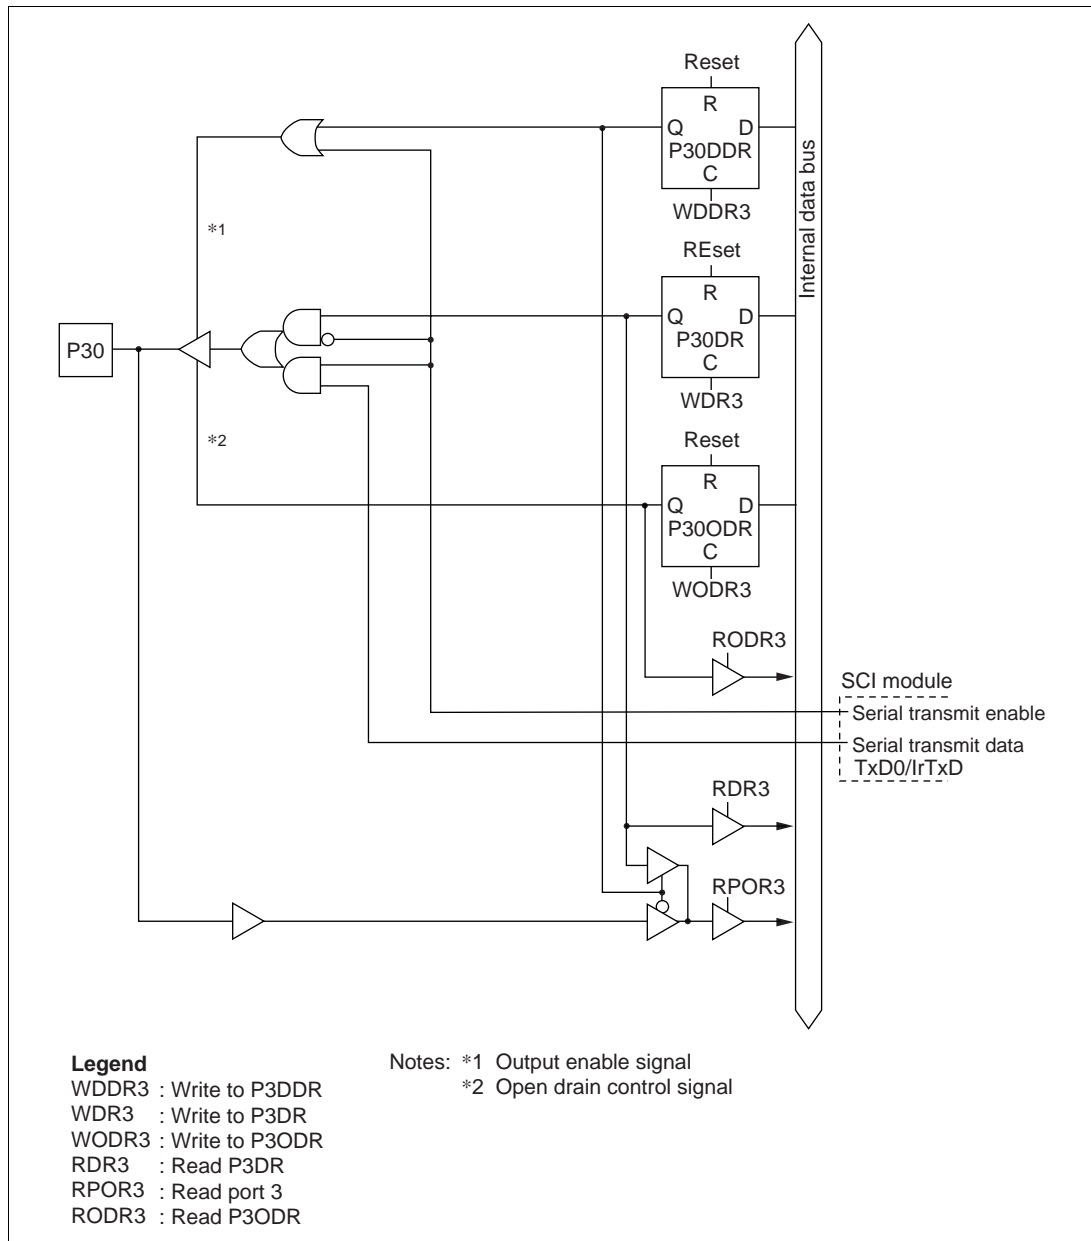 Reset
R
Q D
P30DDR
C
WDDR3
Internal data bus
*1
REset
R
Q D
P30DR
C
WDR3
P30
*2
Reset
R
Q D
P30ODR
C
WODR3
RODR3
SCI module
Serial transmit enable
Serial transmit data
TxD0/IrTxD
RDR3
RPOR3
Legend
WDDR3 : Write to P3DDR
WDR3 : Write to P3DR
WODR3 : Write to P3ODR
RDR3 : Read P3DR
RPOR3 : Read port 3
RODR3 : Read P3ODR
Notes: *1 Output enable signal
*2 Open drain control signal